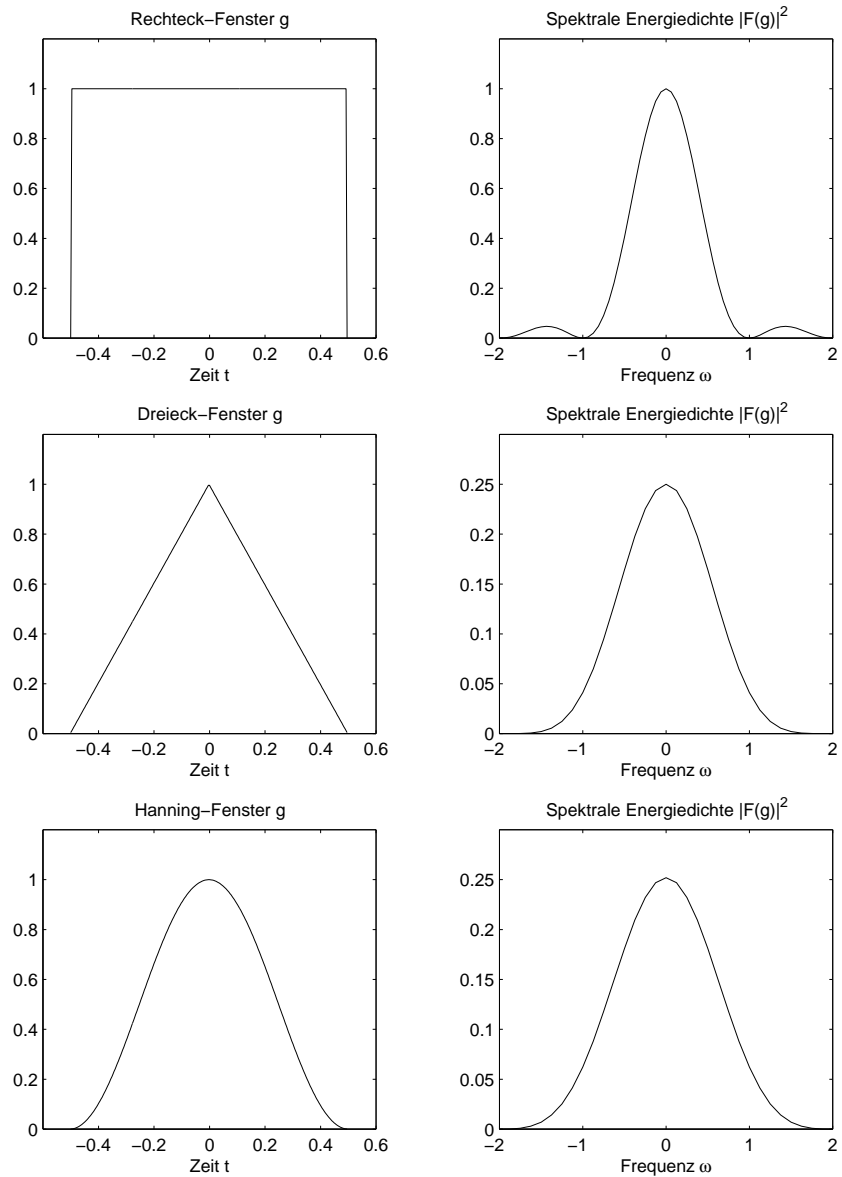 Rechteck−Fenster g
1
0.8
0.6
0.4
0.2
0
−0.4 −0.2 0 0.2 0.4 0.6
Zeit t
Spektrale Energiedichte |F(g)|²
1
0.8
0.6
0.4
0.2
0
−2 −1 0 1 2
Frequenz ω
Dreieck−Fenster g
1
0.8
0.6
0.4
0.2
0
−0.4 −0.2 0 0.2 0.4 0.6
Zeit t
Spektrale Energiedichte |F(g)|²
0.25
0.2
0.15
0.1
0.05
0
−2 −1 0 1 2
Frequenz ω
Hanning−Fenster g
1
0.8
0.6
0.4
0.2
0
−0.4 −0.2 0 0.2 0.4 0.6
Zeit t
Spektrale Energiedichte |F(g)|²
0.25
0.2
0.15
0.1
0.05
0
−2 −1 0 1 2
Frequenz ω